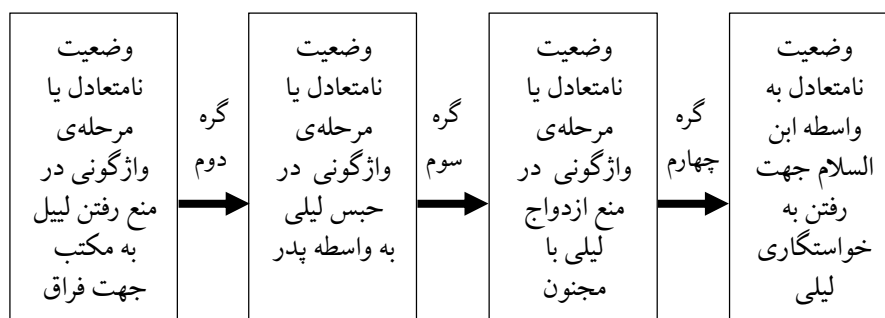 وضعیت
نامتعادل یا
مرحله‌ی
واژگونی در
منع رفتن لییل
به مکتب
جهت فراق
گره
دوم
وضعیت
نامتعادل یا
مرحله‌ی
واژگونی در
حبس لیلی
به واسطه پدر
گره
سوم
وضعیت
نامتعادل یا
مرحله‌ی
واژگونی در
منع ازدواج
لیلی با
مجنون
گره
چهارم
وضعیت
نامتعادل به
واسطه ابن
السلام جهت
رفتن به
خواستگاری
لیلی